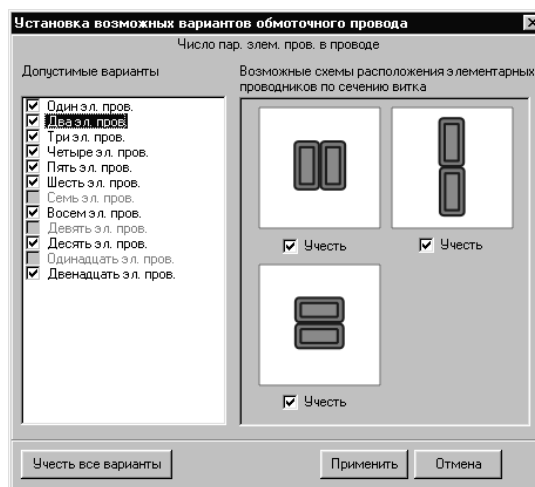 Установка возможных вариантов обмоточного провода
Число пар. элем. пров. в проводе
Допустимые варианты
Один эл. пров.
Два эл. пров.
Три эл. пров.
Четыре эл. пров.
Пять эл. пров.
Шесть эл. пров.
Семь эл. пров.
Восем эл. пров.
Девять эл. пров.
Десять эл. пров.
Одинадцать эл. пров.
Двенадцать эл. пров.
Возможные схемы расположения элементарных
проводников по сечению витка
Учесть
Учесть
Учесть
Учесть все варианты
Применить
Отмена